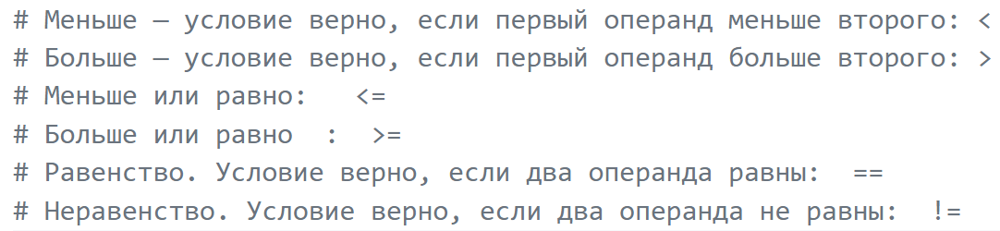 # Меньше — условие верно, если первый операнд меньше второго: <
# Больше — условие верно, если первый операнд больше второго: >
# Меньше или равно:   <=
# Больше или равно  :  >=
# Равенство. Условие верно, если два операнда равны:  ==
# Неравенство. Условие верно, если два операнда не равны:  !=